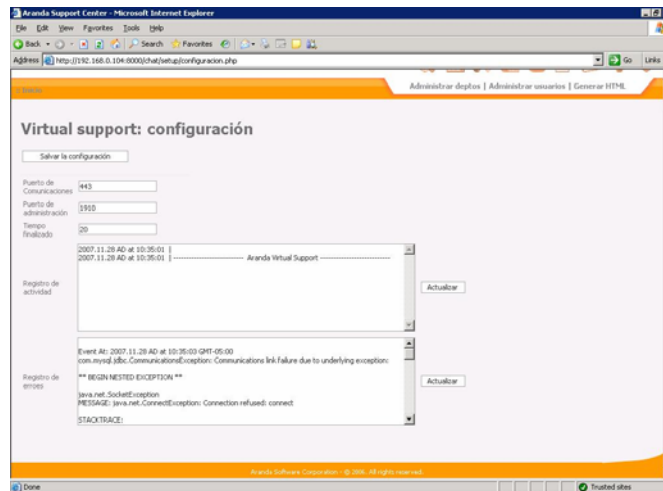 Aranda Support Center - Microsoft Internet Explorer
File Edit View Favorites Tools Help
Back Search Favorites
Address http://192.168.0.104:8000/chat/setup/configuracion.php Go Links
:: Inicio Administrar deptos | Administrar usuarios | Generar HTML
Virtual support: configuración
Salvar la configuración
Puerto de Comunicaciones 443
Puerto de administración 1910
Tiempo finalizado 20
2007.11.28 AD at 10:35:01 |
2007.11.28 AD at 10:35:01 | -------------------------- Aranda Virtual Support --------------------------
Registro de actividad
Actualizar
Event At: 2007.11.28 AD at 10:35:03 GMT-05:00
com.mysql.jdbc.CommunicationsException: Communications link failure due to underlying exception:
** BEGIN NESTED EXCEPTION **
Registro de errores
Actualizar
java.net.SocketException
MESSAGE: java.net.ConnectException: Connection refused: connect
STACKTRACE:
Aranda Software Corporation - © 2006. All rights reserved.
Done Trusted sites